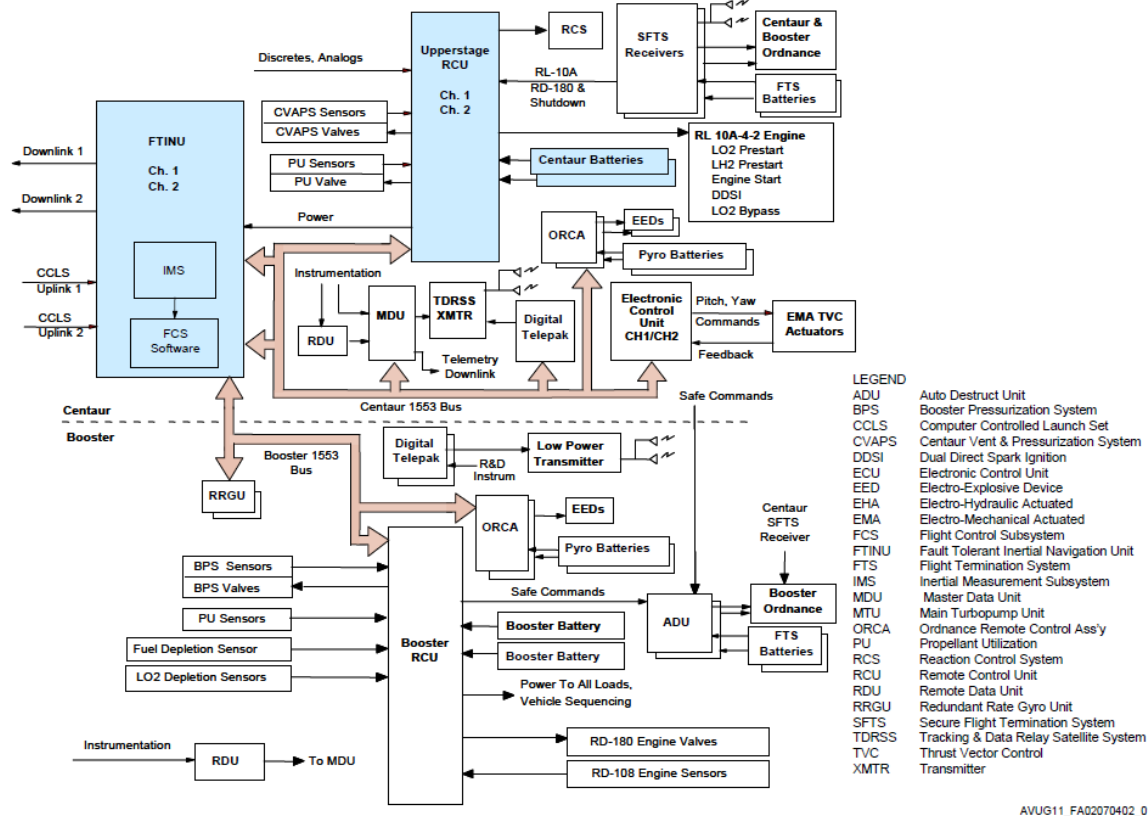 RCS
SFTS
Receivers
Centaur &
Booster
Ordnance
FTS
Batteries
Discretes, Analogs
Upperstage
RCU
Ch. 1
Ch. 2
RL-10A
RD-180 &
Shutdown
CVAPS Sensors
CVAPS Valves
PU Sensors
PU Valve
Centaur Batteries
RL 10A-4-2 Engine
LO2 Prestart
LH2 Prestart
Engine Start
DDSI
LO2 Bypass
FTINU
Ch. 1
Ch. 2
Downlink 1
Downlink 2
Power
ORCA
EEDs
Pyro Batteries
CCLS
Uplink 1
CCLS
Uplink 2
IMS
FCS
Software
Instrumentation
RDU
MDU
TDRSS
XMTR
Digital
Telepak
Telemetry
Downlink
Electronic
Control
Unit
CH1/CH2
Pitch, Yaw
Commands
Feedback
EMA TVC
Actuators
Centaur 1553 Bus
Centaur
Booster
Safe Commands
Booster 1553
Bus
RRGU
Digital
Telepak
R&D
Instrum
Low Power
Transmitter
ORCA
EEDs
Pyro Batteries
Centaur
SFTS
Receiver
BPS Sensors
BPS Valves
PU Sensors
Fuel Depletion Sensor
LO2 Depletion Sensors
Booster
RCU
Safe Commands
ADU
Booster
Ordnance
FTS
Batteries
Booster Battery
Booster Battery
Power To All Loads,
Vehicle Sequencing
Instrumentation
RDU
To MDU
RD-180 Engine Valves
RD-108 Engine Sensors
LEGEND
ADU Auto Destruct Unit
BPS Booster Pressurization System
CCLS Computer Controlled Launch Set
CVAPS Centaur Vent & Pressurization System
DDSI Dual Direct Spark Ignition
ECU Electronic Control Unit
EED Electro-Explosive Device
EHA Electro-Hydraulic Actuated
EMA Electro-Mechanical Actuated
FCS Flight Control Subsystem
FTINU Fault Tolerant Inertial Navigation Unit
FTS Flight Termination System
IMS Inertial Measurement Subsystem
MDU Master Data Unit
MTU Main Turbopump Unit
ORCA Ordnance Remote Control Ass'y
PU Propellant Utilization
RCS Reaction Control System
RCU Remote Control Unit
RDU Remote Data Unit
RRGU Redundant Rate Gyro Unit
SFTS Secure Flight Termination System
TDRSS Tracking & Data Relay Satellite System
TVC Thrust Vector Control
XMTR Transmitter
AVUG11_FA02070402_0